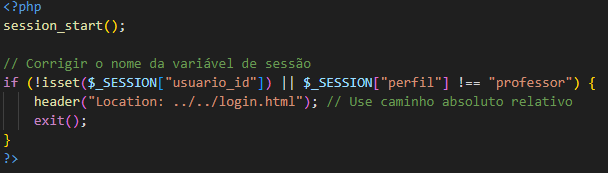 <?php
session_start();

// Corrigir o nome da variável de sessão
if (!isset($_SESSION["usuario_id"]) || $_SESSION["perfil"] !== "professor") {
    header("Location: ../../login.html"); // Use caminho absoluto relativo
    exit();
}
?>